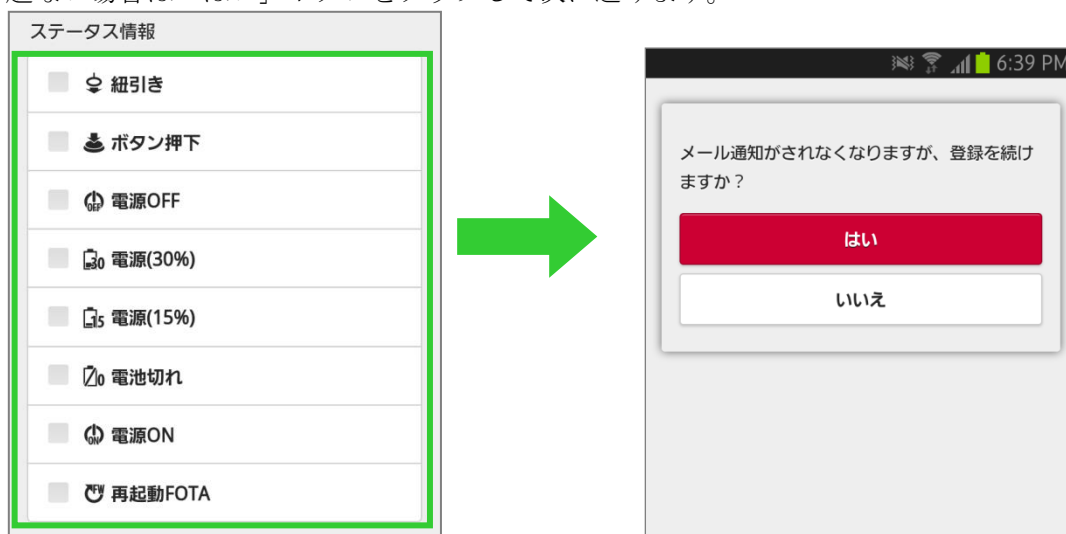 ステータス情報
紐引き
ボタン押下
電源OFF
電源(30%)
電源(15%)
電池切れ
電源ON
再起動FOTA
6:39 PM
メール通知がされなくなりますが、登録を続け
ますか？
はい
いいえ